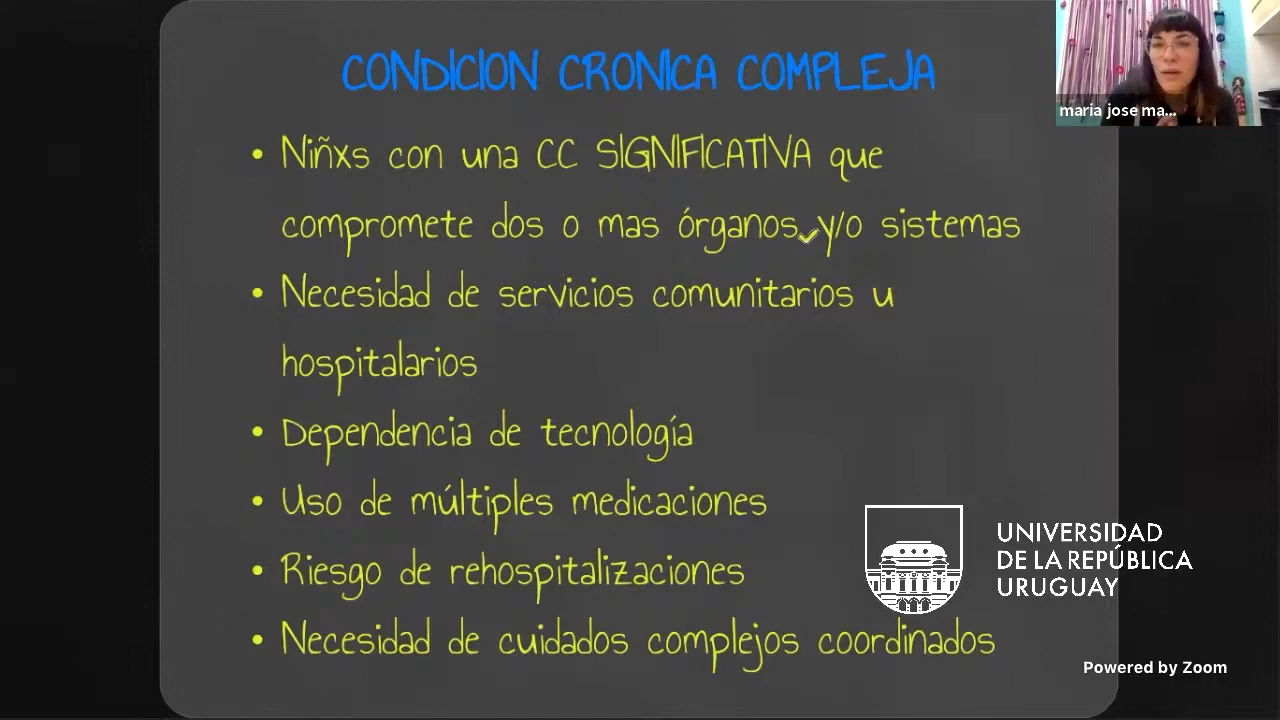 CONDICION CRONICA COMPLEJA
maria jose ma...
• Niñxs con una CC SIGNIFICATIVA que
compromete dos o mas órganos y/o sistemas
• Necesidad de servicios comunitarios u
hospitalarios
• Dependencia de tecnología
• Uso de múltiples medicaciones
• Riesgo de rehospitalizaciones
• Necesidad de cuidados complejos coordinados
UNIVERSIDAD
DE LA REPÚBLICA
URUGUAY
Powered by Zoom